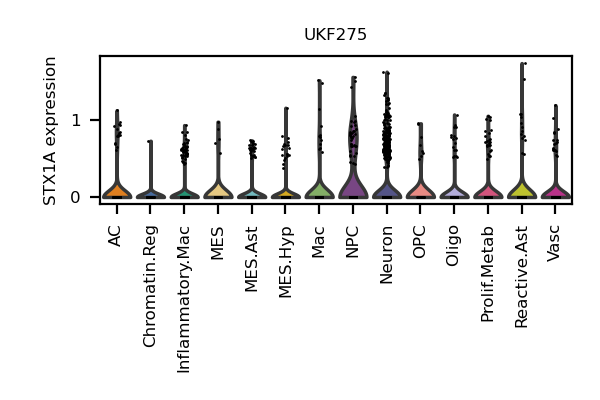 UKF275
STX1A expression
1
0
AC
Chromatin.Reg
Inflammatory.Mac
MES
MES.Ast
MES.Hyp
Mac
NPC
Neuron
OPC
Oligo
Prolif.Metab
Reactive.Ast
Vasc